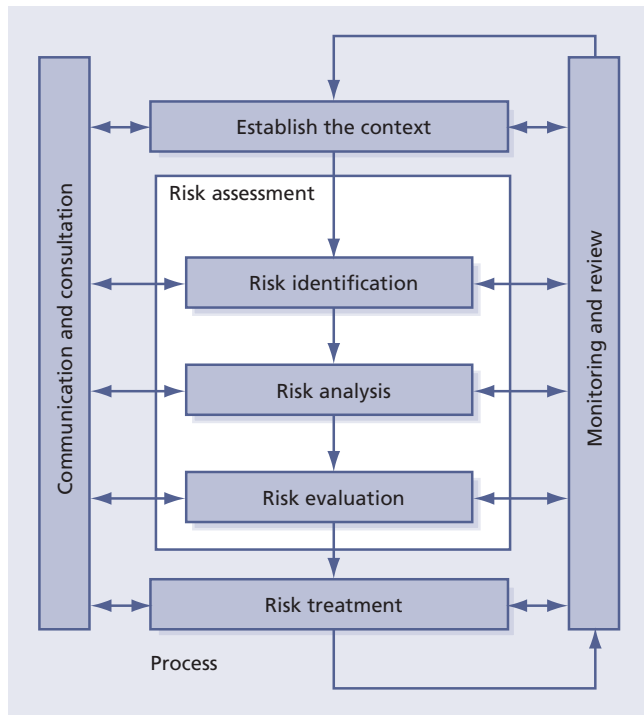 Establish the context
Risk assessment
Communication and consultation
Risk identification
Monitoring and review
Risk analysis
Risk evaluation
Risk treatment
Process